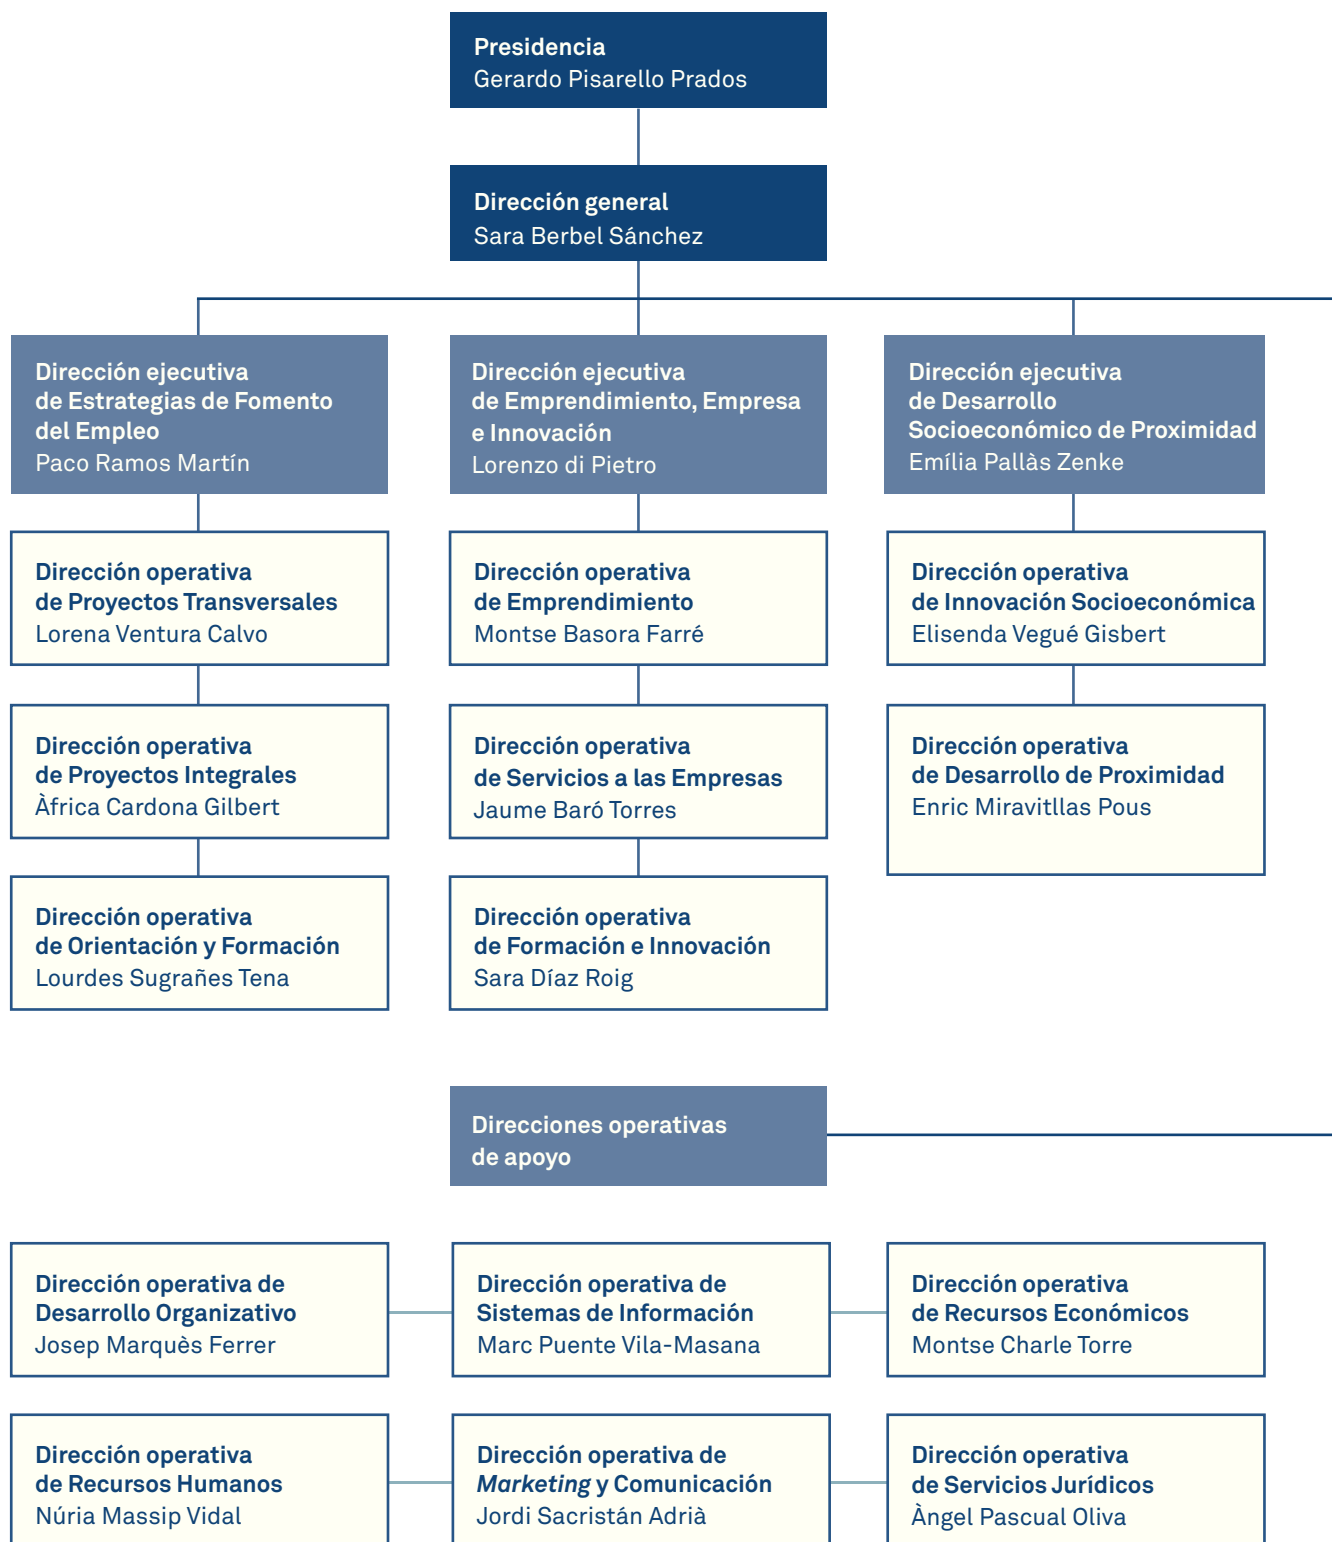 Presidencia
Gerardo Pisarello Prados
Dirección general
Sara Berbel Sánchez
Dirección ejecutiva
de Estrategias de Fomento
del Empleo
Paco Ramos Martín
Dirección ejecutiva
de Emprendimiento, Empresa
e Innovación
Lorenzo di Pietro
Dirección ejecutiva
de Desarrollo
Socioeconómico de Proximidad
Emília Pallàs Zenke
Dirección operativa
de Proyectos Transversales
Lorena Ventura Calvo
Dirección operativa
de Emprendimiento
Montse Basora Farré
Dirección operativa
de Innovación Socioeconómica
Elisenda Vegué Gisbert
Dirección operativa
de Proyectos Integrales
Àfrica Cardona Gilbert
Dirección operativa
de Servicios a las Empresas
Jaume Baró Torres
Dirección operativa
de Desarrollo de Proximidad
Enric Miravitllas Pous
Dirección operativa
de Orientación y Formación
Lourdes Sugrañes Tena
Dirección operativa
de Formación e Innovación
Sara Díaz Roig
Direcciones operativas
de apoyo
Dirección operativa de
Desarrollo Organizativo
Josep Marquès Ferrer
Dirección operativa de
Sistemas de Información
Marc Puente Vila-Masana
Dirección operativa
de Recursos Económicos
Montse Charle Torre
Dirección operativa
de Recursos Humanos
Núria Massip Vidal
Dirección operativa de
Marketing y Comunicación
Jordi Sacristán Adrià
Dirección operativa
de Servicios Jurídicos
Àngel Pascual Oliva